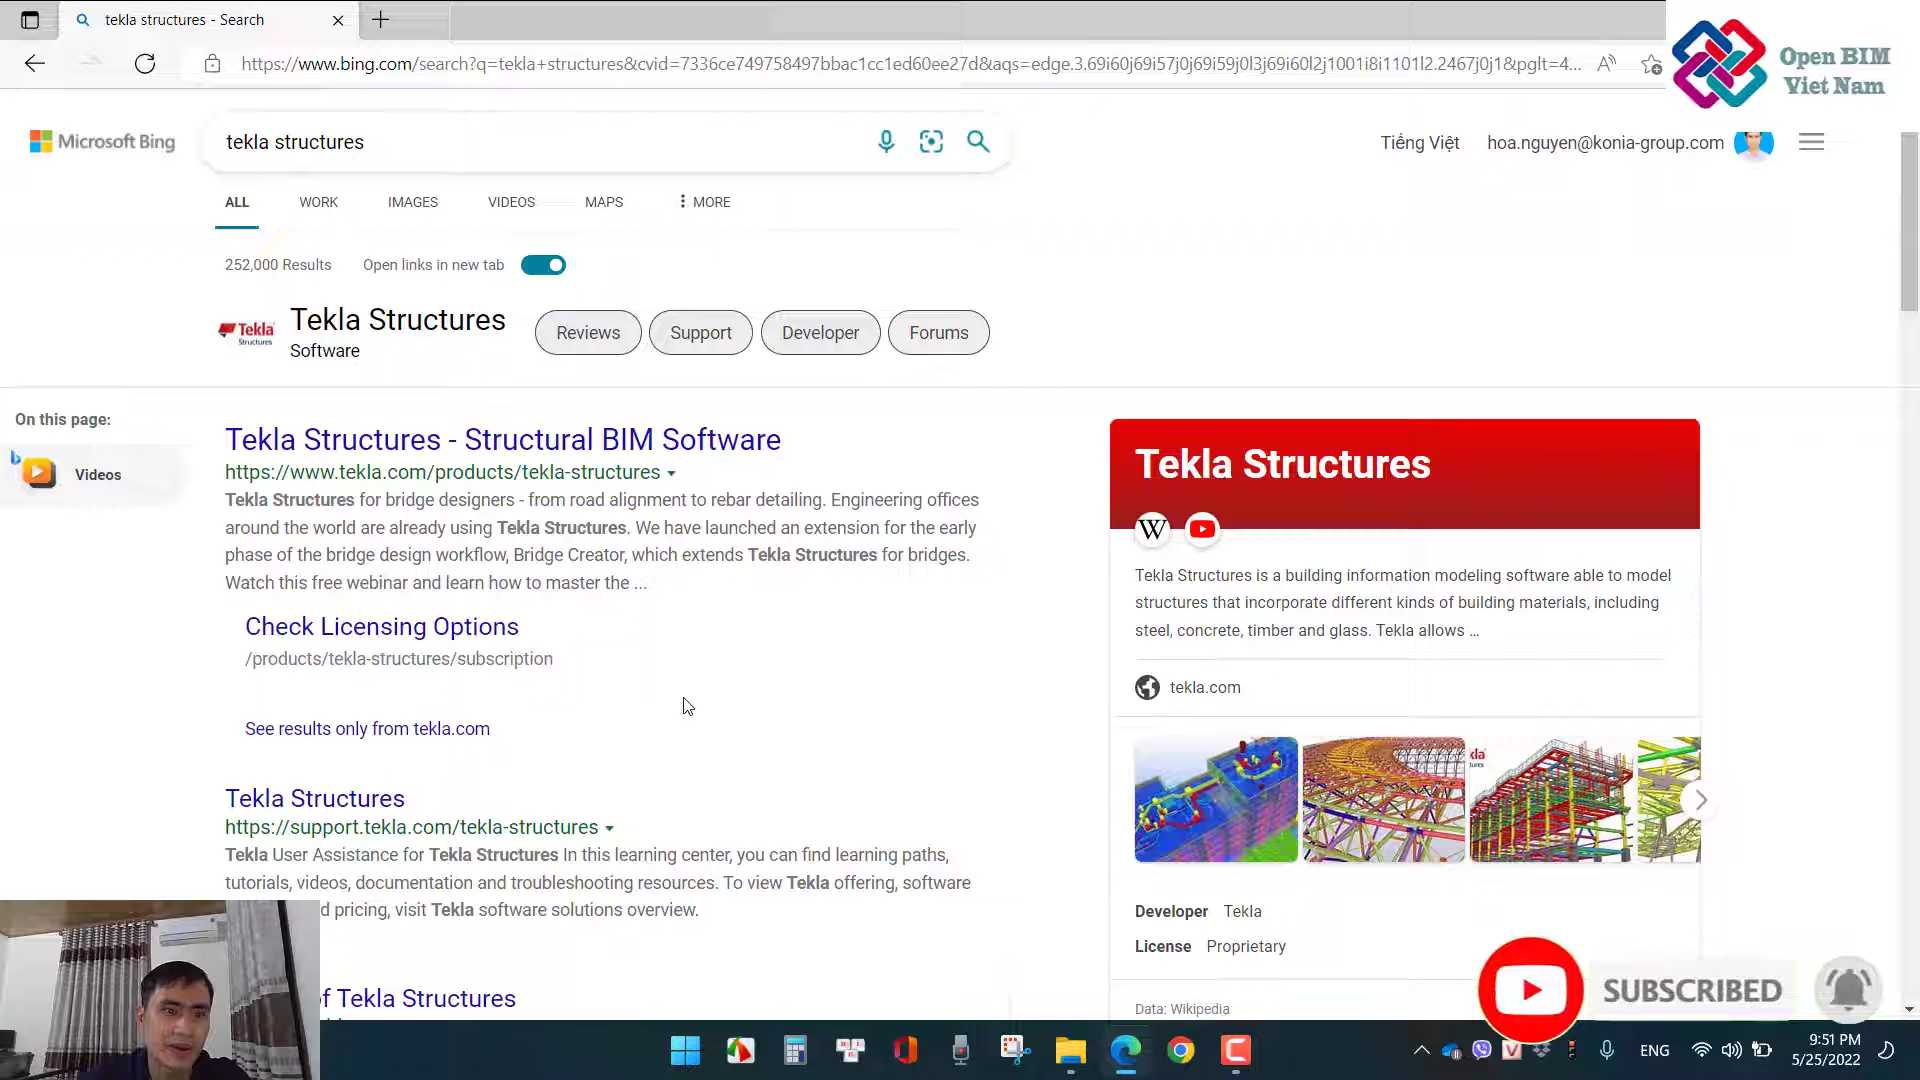 tekla structures - Search
https://www.bing.com/search?q=tekla+structures&cvid=7336ce749758497bbac1cc1ed60ee27d&aqs=edge.3.69i60j69i57j0j69i59j0l3j69i60l2j1001i8i1101l2.2467j0j1&pglt=4...
Open BIM
Viet Nam
Microsoft Bing
tekla structures
Tiếng Việt
hoa.nguyen@konia-group.com
ALL
WORK
IMAGES
VIDEOS
MAPS
MORE
252,000 Results
Open links in new tab
Tekla
Structures
Tekla Structures
Software
Reviews
Support
Developer
Forums
On this page:
Videos
Tekla Structures - Structural BIM Software
https://www.tekla.com/products/tekla-structures
Tekla Structures for bridge designers - from road alignment to rebar detailing. Engineering offices
around the world are already using Tekla Structures. We have launched an extension for the early
phase of the bridge design workflow, Bridge Creator, which extends Tekla Structures for bridges.
Watch this free webinar and learn how to master the ...
Check Licensing Options
/products/tekla-structures/subscription
See results only from tekla.com
Tekla Structures
https://support.tekla.com/tekla-structures
Tekla User Assistance for Tekla Structures In this learning center, you can find learning paths,
tutorials, videos, documentation and troubleshooting resources. To view Tekla offering, software
d pricing, visit Tekla software solutions overview.
f Tekla Structures
Tekla Structures
W
Tekla Structures is a building information modeling software able to model
structures that incorporate different kinds of building materials, including
steel, concrete, timber and glass. Tekla allows ...
tekla.com
Developer Tekla
License Proprietary
Data: Wikipedia
SUBSCRIBED
ENG
9:51 PM
5/25/2022